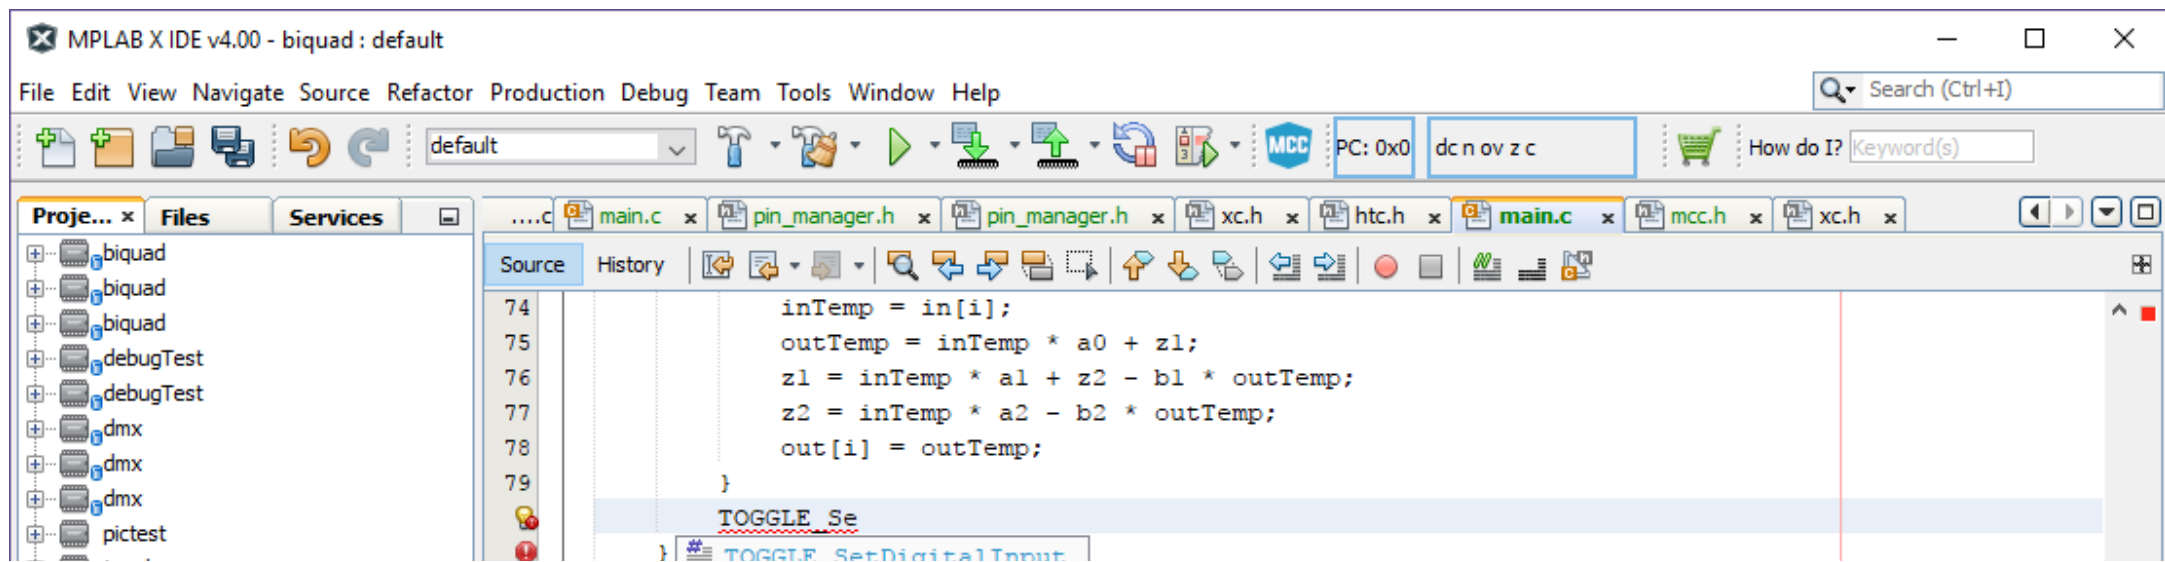 MPLAB X IDE v4.00 - biquad : default
File Edit View Navigate Source Refactor Production Debug Team Tools Window Help
Search (Ctrl+I)
default
MCC
PC: 0x0
dc n ov z c
How do I? Keyword(s)
Proje... Files Services
....c main.c pin_manager.h pin_manager.h xc.h htc.h main.c mcc.h xc.h
Source History
biquad
biquad
biquad
debugTest
debugTest
dmx
dmx
dmx
pictest
74 inTemp = in[i];
75 outTemp = inTemp * a0 + z1;
76 z1 = inTemp * a1 + z2 - b1 * outTemp;
77 z2 = inTemp * a2 - b2 * outTemp;
78 out[i] = outTemp;
79 }
TOGGLE_Se
} TOGGLE_SetDigitalInput